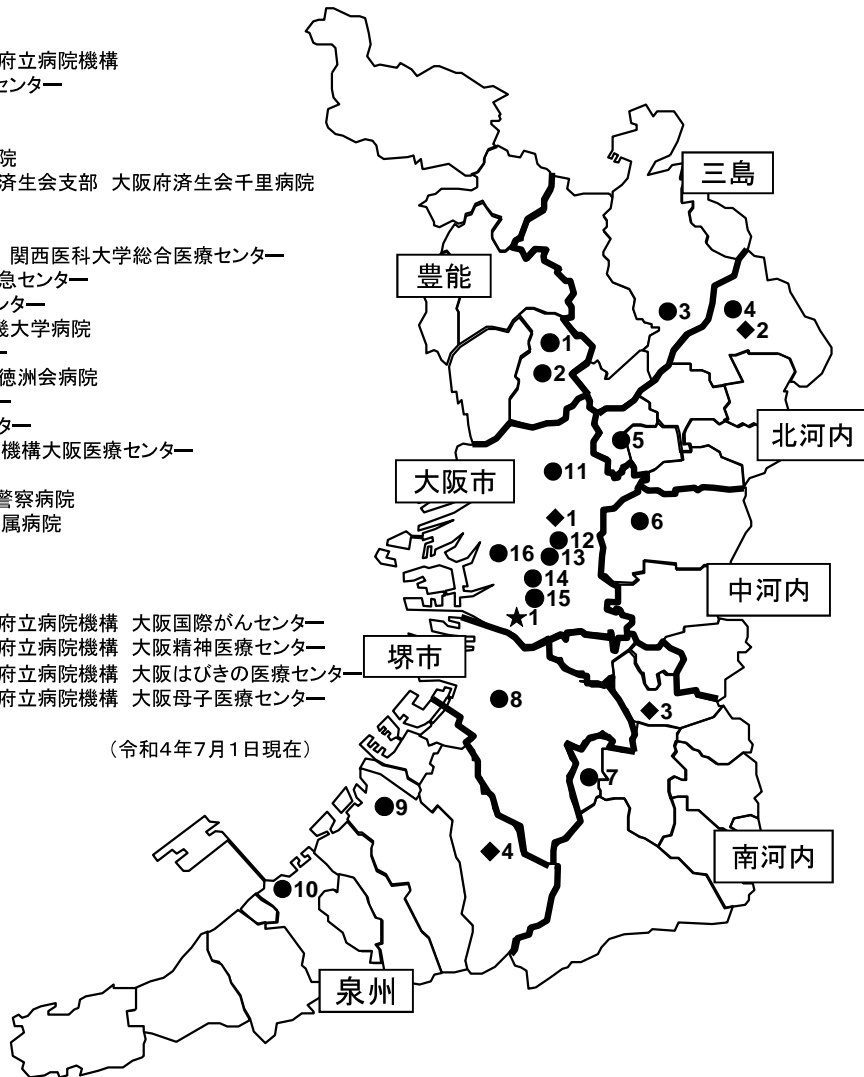 府立病院機構
センター
院
済生会支部 大阪府済生会千里病院
関西医科大学総合医療センター
急センター
ンター
畿大学病院
ー
徳洲会病院
ー
ター
機構大阪医療センター
警察病院
属病院
府立病院機構 大阪国際がんセンター
府立病院機構 大阪精神医療センター
府立病院機構 大阪はびきの医療センター
府立病院機構 大阪母子医療センター
(令和4年7月1日現在)
三島
豊能
3
4
2
1
2
北河内
5
大阪市
11
1
6
12
16
13
14
中河内
15
1
堺市
8
3
7
9
南河内
4
10
泉州